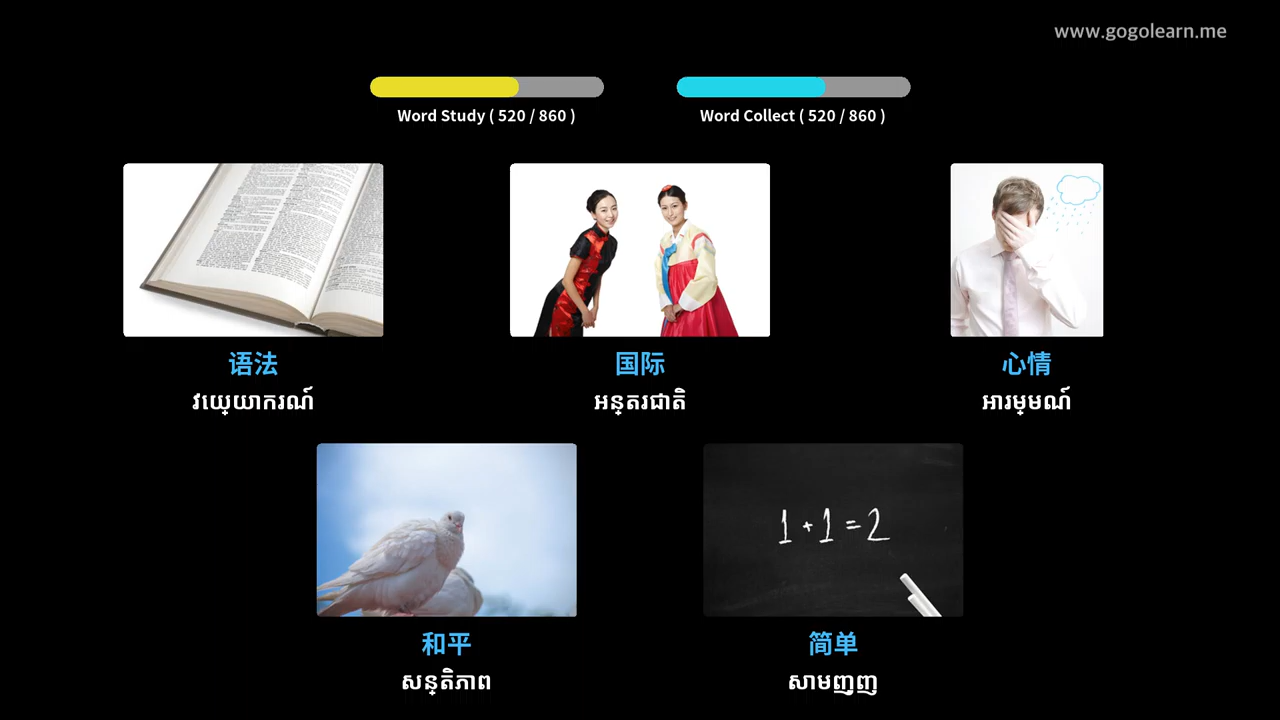 www.gogolearn.me
Word Study ( 520 / 860 )
Word Collect ( 520 / 860 )
语法
វេយ្យាករណ៍
国际
អន្តរជាតិ
心情
អារម្មណ៍
1 + 1 = 2
和平
សន្តិភាព
简单
សាមញ្ញ